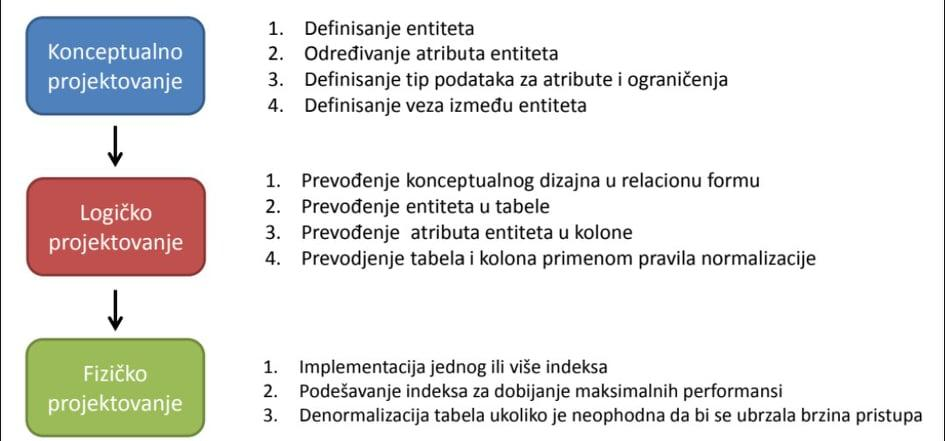 Konceptualno
projektovanje
1. Definisanje entiteta
2. Određivanje atributa entiteta
3. Definisanje tip podataka za atribute i ograničenja
4. Definisanje veza između entiteta
Logičko
projektovanje
1. Prevođenje konceptualnog dizajna u relacionu formu
2. Prevođenje entiteta u tabele
3. Prevođenje atributa entiteta u kolone
4. Prevodjenje tabela i kolona primenom pravila normalizacije
Fizičko
projektovanje
1. Implementacija jednog ili više indeksa
2. Podešavanje indeksa za dobijanje maksimalnih performansi
3. Denormalizacija tabela ukoliko je neophodna da bi se ubrzala brzina pristupa